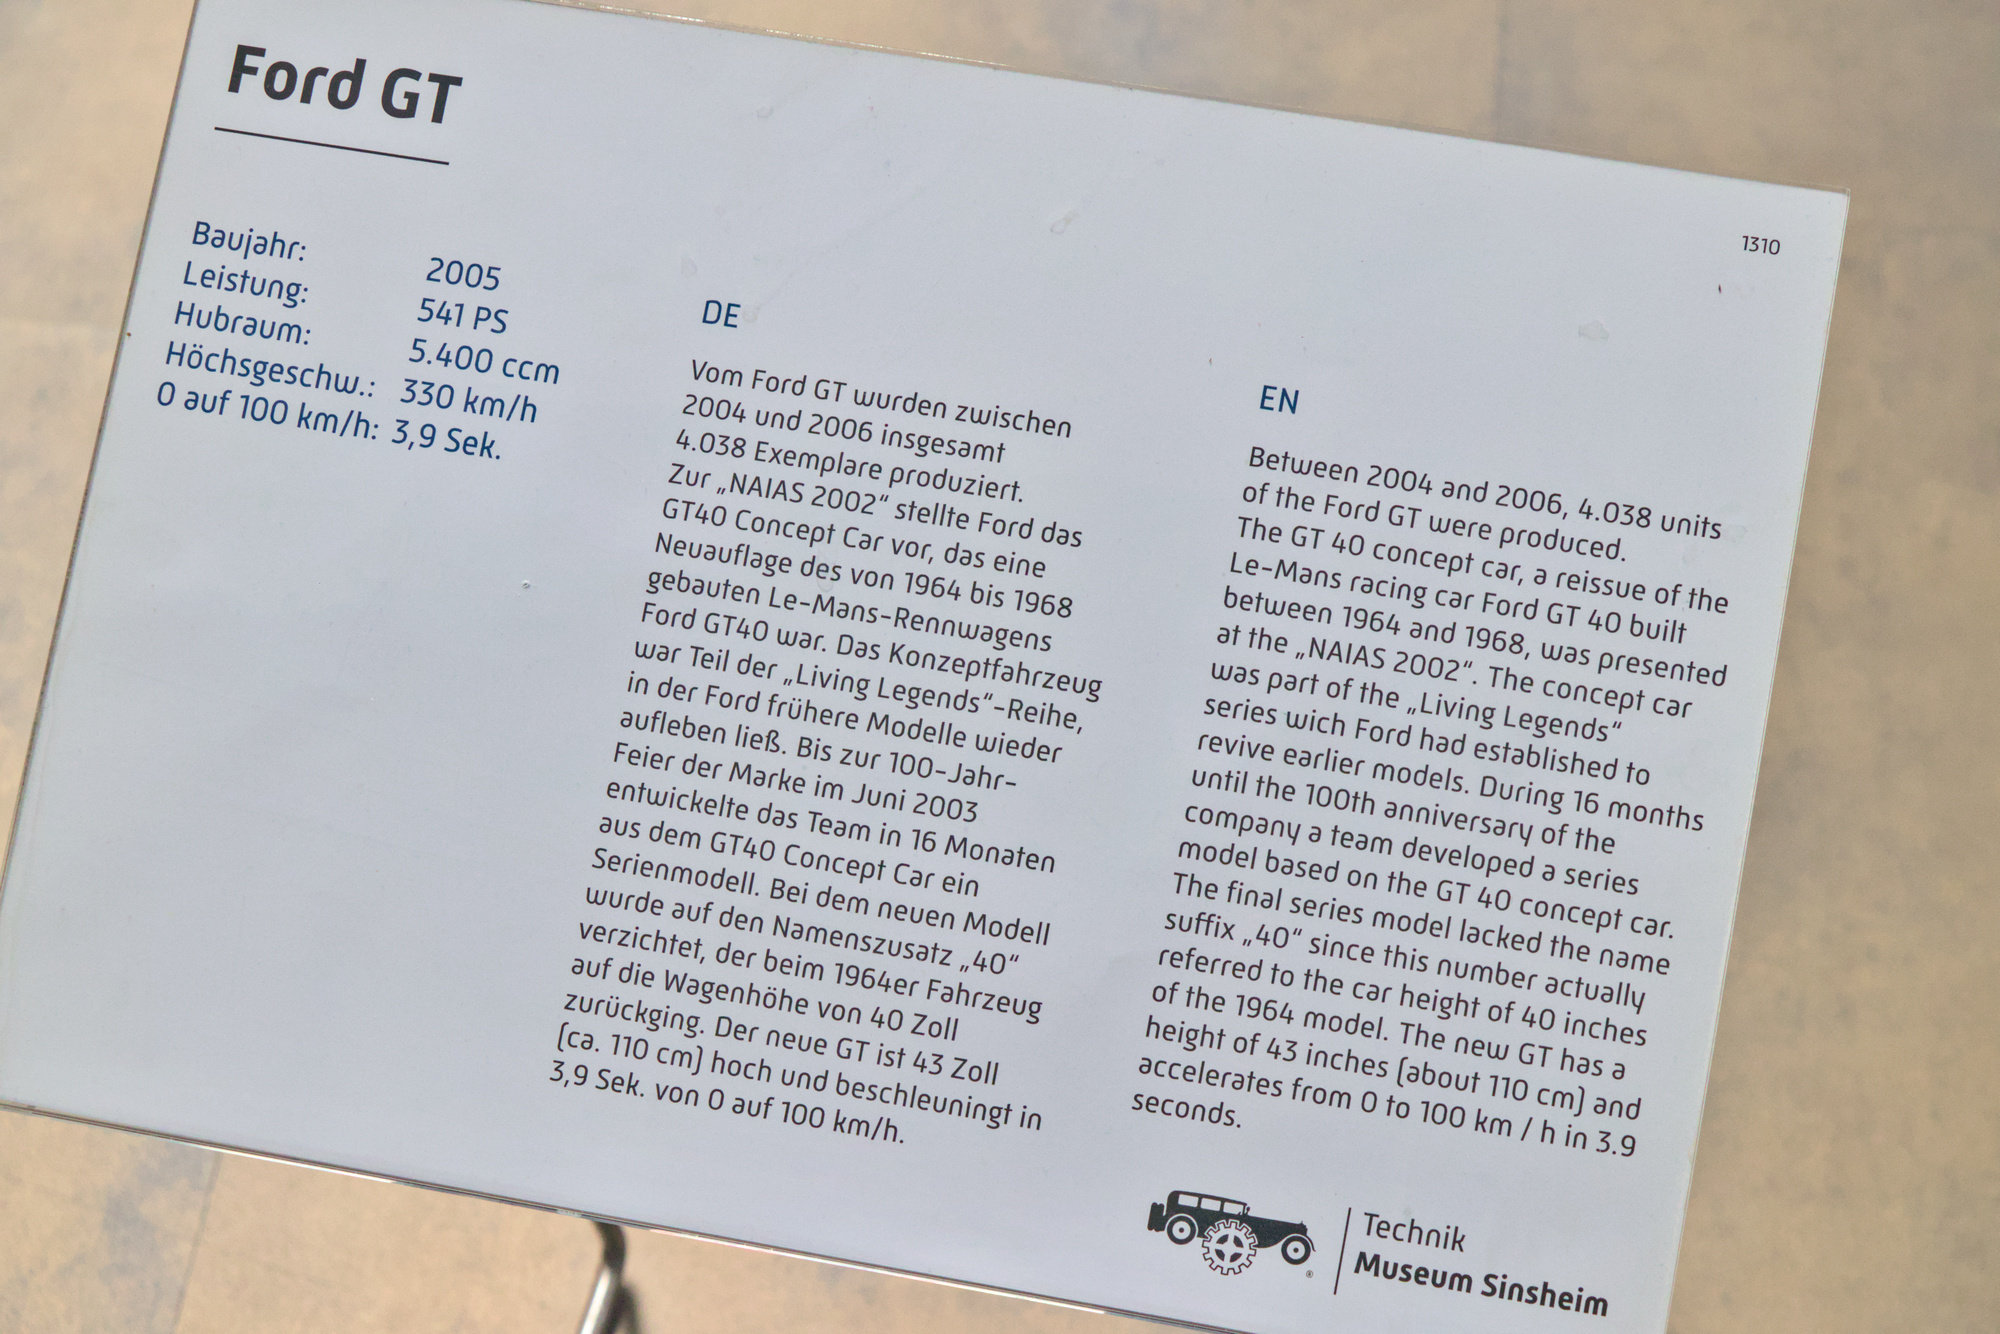 Ford GT
1310
Baujahr: 2005
Leistung: 541 PS
Hubraum: 5.400 ccm
Höchsgeschw.: 330 km/h
0 auf 100 km/h: 3,9 Sek.
DE
Vom Ford GT wurden zwischen
2004 und 2006 insgesamt
4.038 Exemplare produziert.
Zur „NAIAS 2002“ stellte Ford das
GT40 Concept Car vor, das eine
Neuauflage des von 1964 bis 1968
gebauten Le-Mans-Rennwagens
Ford GT40 war. Das Konzeptfahrzeug
war Teil der „Living Legends“-Reihe,
in der Ford frühere Modelle wieder
aufleben ließ. Bis zur 100-Jahr-
Feier der Marke im Juni 2003
entwickelte das Team in 16 Monaten
aus dem GT40 Concept Car ein
Serienmodell. Bei dem neuen Modell
wurde auf den Namenszusatz „40“
verzichtet, der beim 1964er Fahrzeug
auf die Wagenhöhe von 40 Zoll
zurückging. Der neue GT ist 43 Zoll
(ca. 110 cm) hoch und beschleuningt in
3,9 Sek. von 0 auf 100 km/h.
EN
Between 2004 and 2006, 4.038 units
of the Ford GT were produced.
The GT 40 concept car, a reissue of the
Le-Mans racing car Ford GT 40 built
between 1964 and 1968, was presented
at the „NAIAS 2002“. The concept car
was part of the „Living Legends“
series wich Ford had established to
revive earlier models. During 16 months
until the 100th anniversary of the
company a team developed a series
model based on the GT 40 concept car.
The final series model lacked the name
suffix „40“ since this number actually
referred to the car height of 40 inches
of the 1964 model. The new GT has a
height of 43 inches (about 110 cm) and
accelerates from 0 to 100 km / h in 3.9
seconds.
®
Technik
Museum Sinsheim